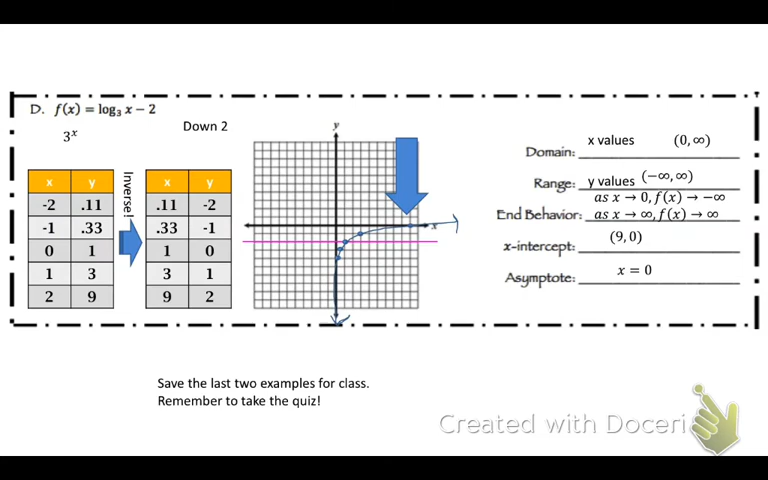 D. f(x) = log₃ x − 2
3ˣ
Down 2
x y
-2 .11
-1 .33
0 1
1 3
2 9
Inverse!
x y
.11 -2
.33 -1
1 0
3 1
9 2
y
x
Domain: x values (0, ∞)
Range: y values (−∞, ∞)
End Behavior: as x → 0, f(x) → −∞
as x → ∞, f(x) → ∞
x-intercept: (9, 0)
Asymptote: x = 0
Save the last two examples for class.
Remember to take the quiz!
Created with Doceri